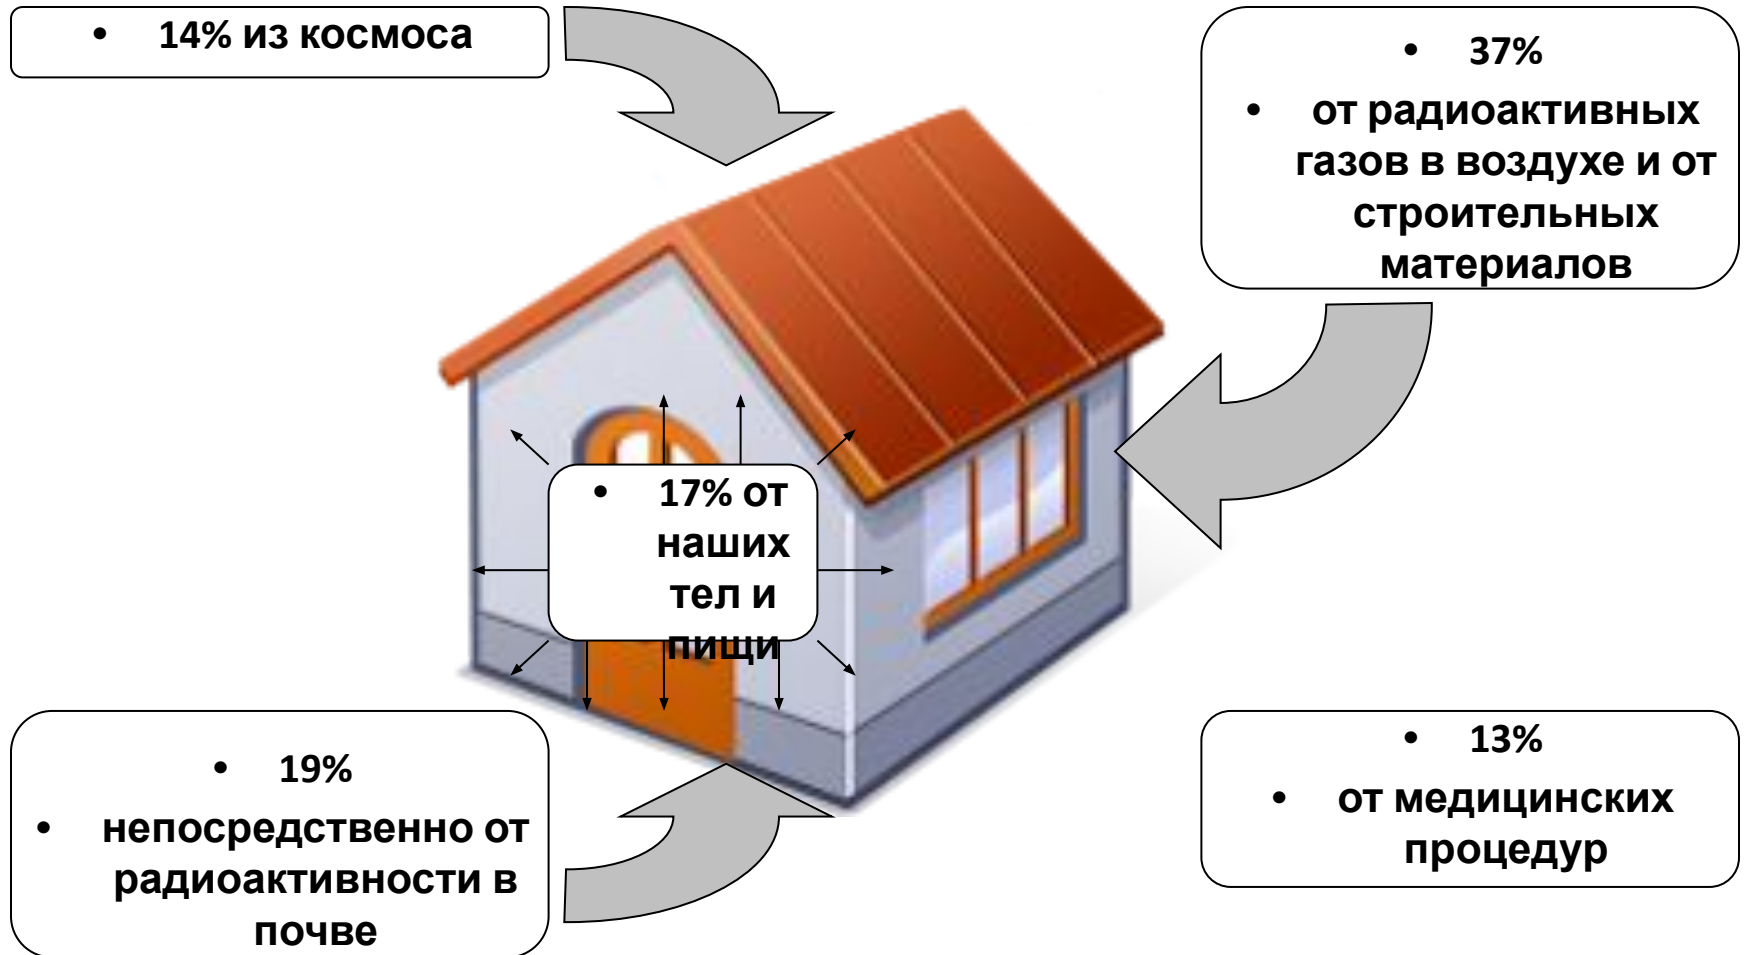 • 14% из космоса
• 37%
• от радиоактивных
газов в воздухе и от
строительных
материалов
• 17% от
наших
тел и
пищи
• 19%
• непосредственно от
радиоактивности в
почве
• 13%
• от медицинских
процедур